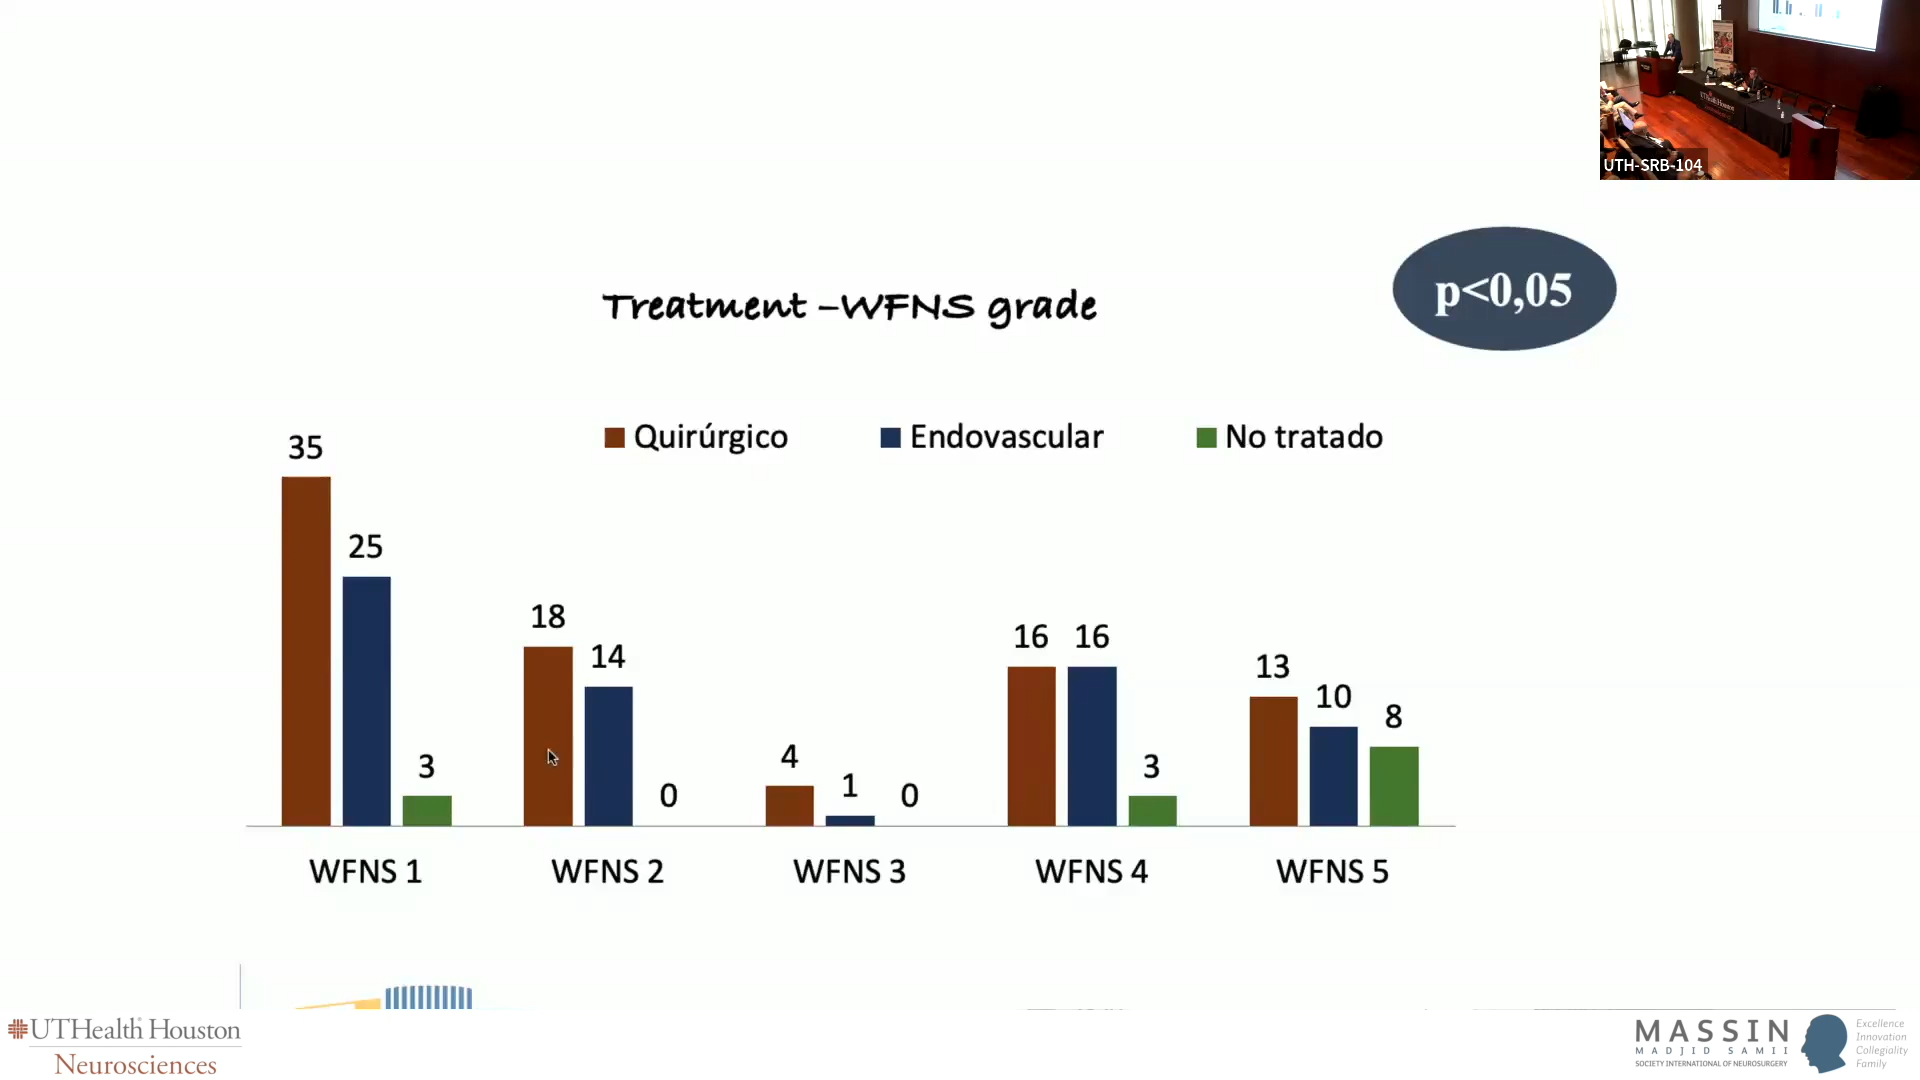 UTH-SRB-104
Treatment –WFNS grade
p<0,05
Quirúrgico Endovascular No tratado
35
25
3
18
14
0
4
1
0
16
16
3
13
10
8
WFNS 1 WFNS 2 WFNS 3 WFNS 4 WFNS 5
UTHealth Houston
Neurosciences
MASSIN
MADJID SAMII
SOCIETY INTERNATIONAL OF NEUROSURGERY
Excellence
Innovation
Collegiality
Family